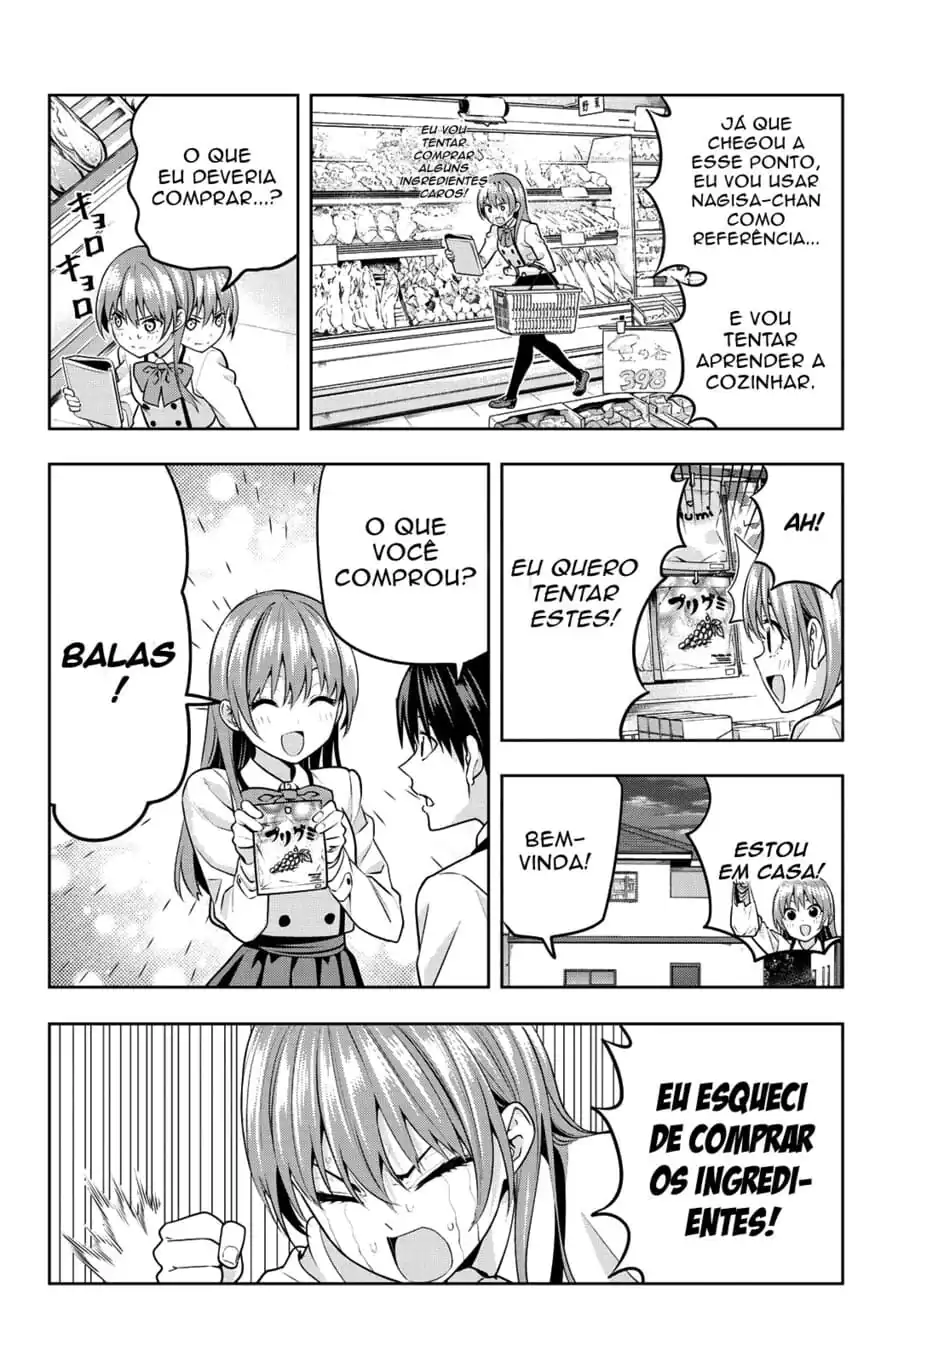 野菜
JÁ QUE
CHEGOU A
ESSE PONTO,
EU VOU USAR
NAGISA-CHAN
COMO
REFERÊNCIA...
E VOU
TENTAR
APRENDER A
COZINHAR.
EU VOU
TENTAR
COMPRAR
ALGUNS
INGREDIENTES
CAROS!
398
O QUE
EU DEVERIA
COMPRAR...?
キョロ
キョロ
AH!
umi
プリグミ
EU QUERO
TENTAR
ESTES!
ESTOU
EM CASA!
BEM-
VINDA!
O QUE
VOCÊ
COMPROU?
BALAS
!
プリグミ
EU ESQUECI
DE COMPRAR
OS INGREDI-
ENTES!